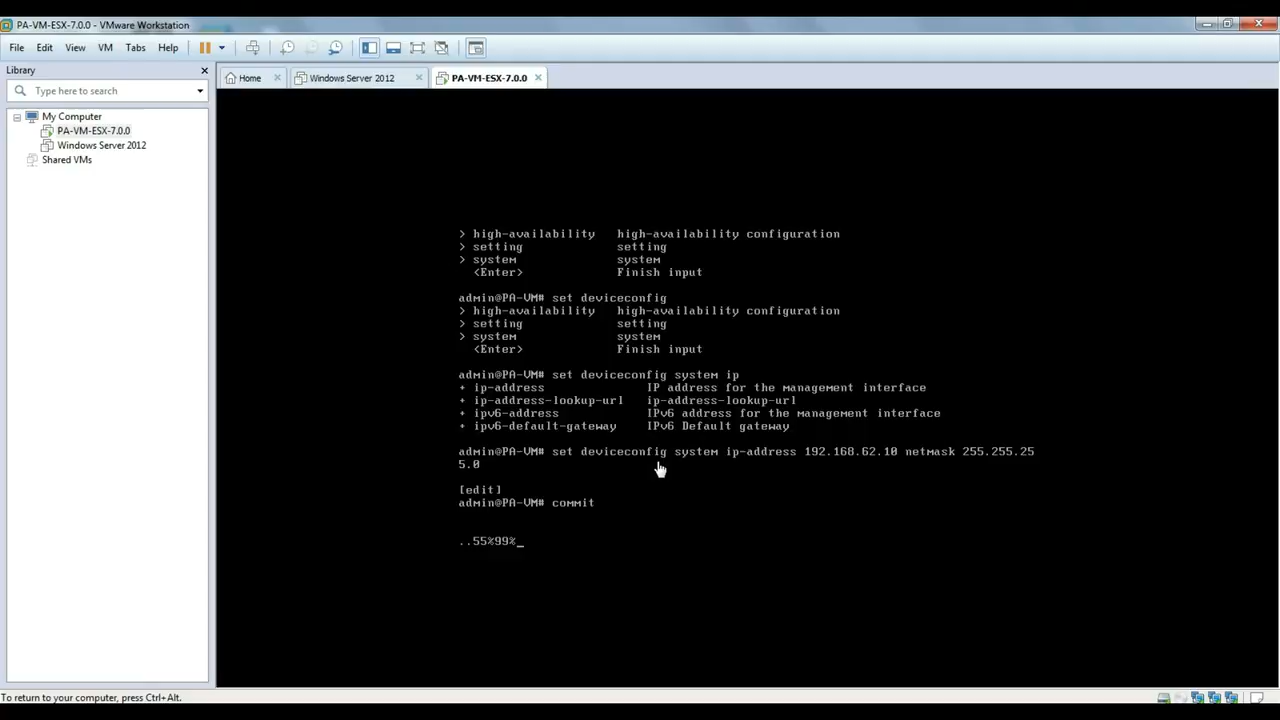 PA-VM-ESX-7.0.0 - VMware Workstation
File Edit View VM Tabs Help
Library
Home
Windows Server 2012
PA-VM-ESX-7.0.0
Type here to search
My Computer
PA-VM-ESX-7.0.0
Windows Server 2012
Shared VMs
> high-availability high-availability configuration
> setting setting
> system system
<Enter> Finish input
admin@PA-VM# set deviceconfig
> high-availability high-availability configuration
> setting setting
> system system
<Enter> Finish input
admin@PA-VM# set deviceconfig system ip
+ ip-address IP address for the management interface
+ ip-address-lookup-url ip-address-lookup-url
+ ipv6-address IPv6 address for the management interface
+ ipv6-default-gateway IPv6 Default gateway
admin@PA-VM# set deviceconfig system ip-address 192.168.62.10 netmask 255.255.25
5.0
[edit]
admin@PA-VM# commit
..55%99%_
To return to your computer, press Ctrl+Alt.